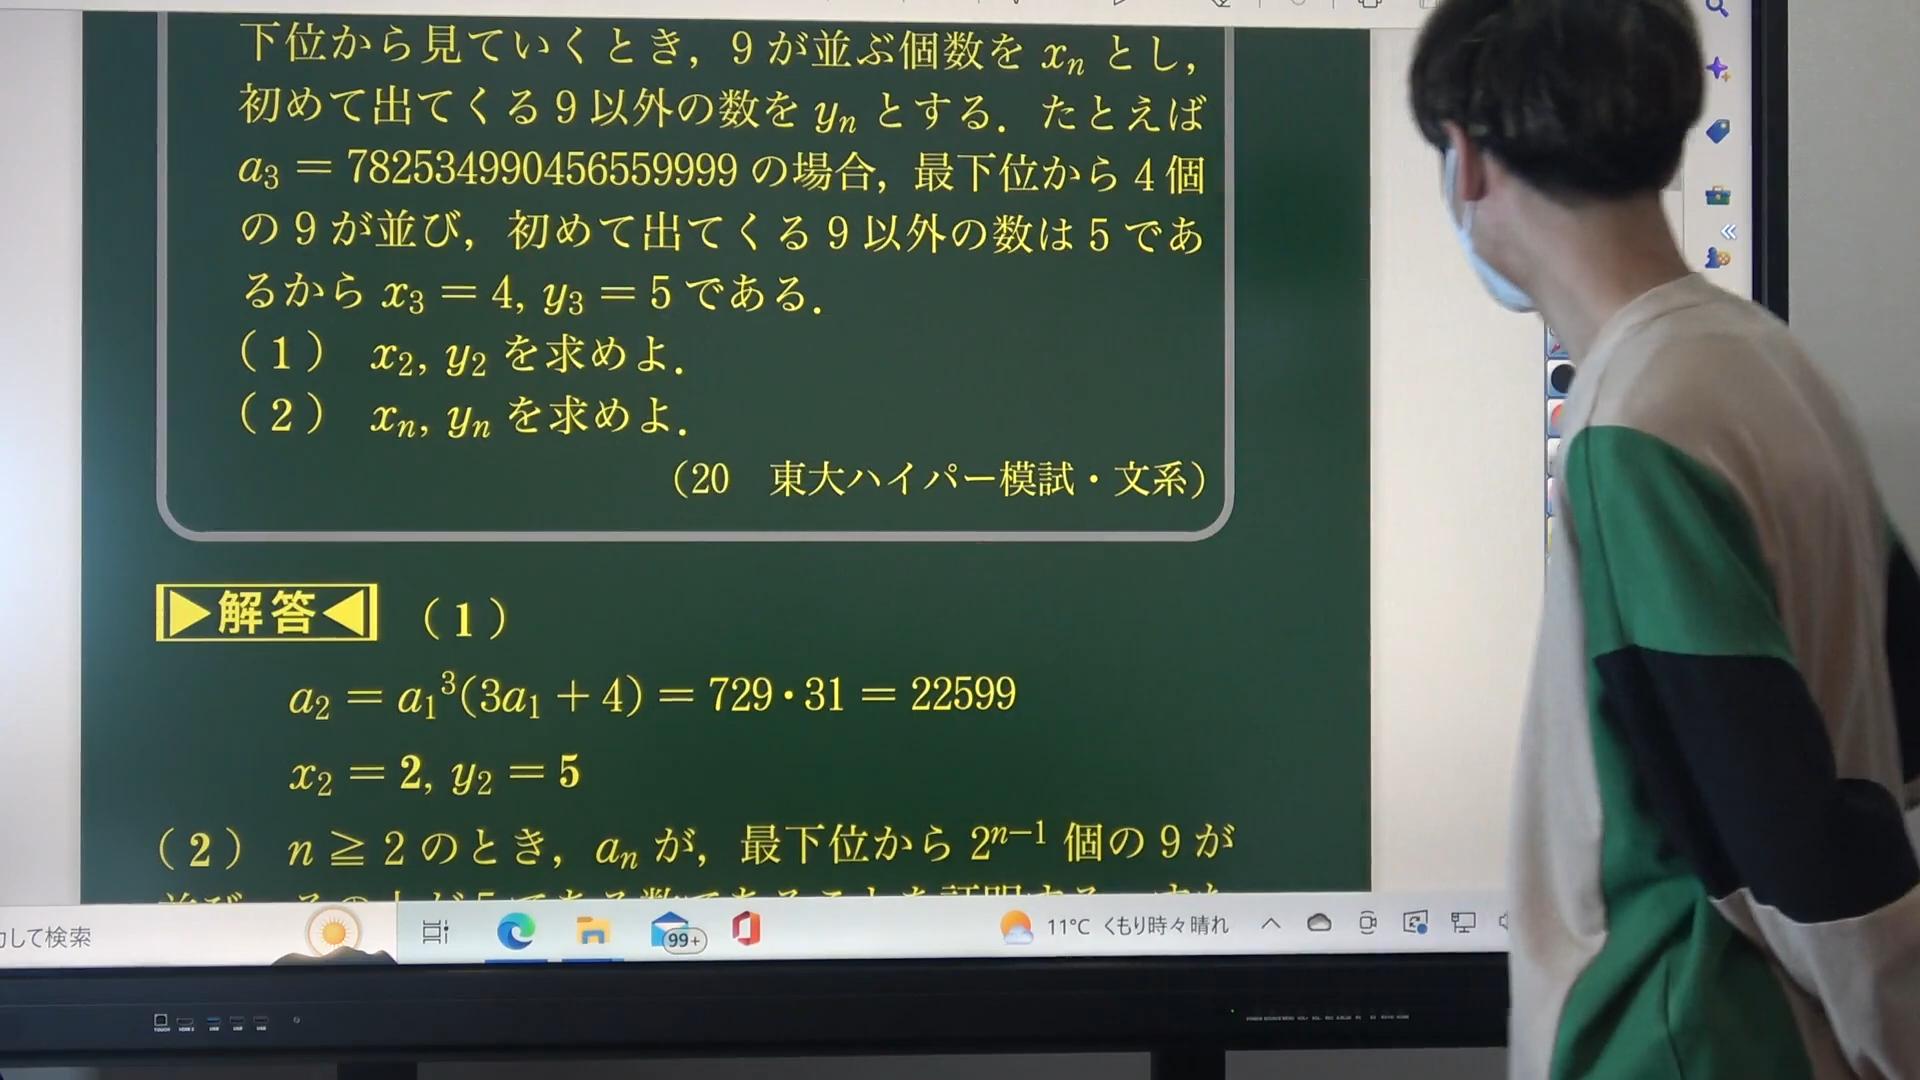 下位から見ていくとき，9 が並ぶ個数を xn とし，
初めて出てくる 9 以外の数を yn とする．たとえば
a3 = 782534990456559999 の場合，最下位から 4 個
の 9 が並び，初めて出てくる 9 以外の数は 5 であ
るから x3 = 4, y3 = 5 である．
（1） x2, y2 を求めよ．
（2） xn, yn を求めよ．
（20 東大ハイパー模試・文系）
▶解答◀ （1）
a2 = a1³(3a1 + 4) = 729・31 = 22599
x2 = 2, y2 = 5
（2） n ≧ 2 のとき，an が，最下位から 2ⁿ⁻¹ 個の 9 が
して検索
99+
11°C くもり時々晴れ